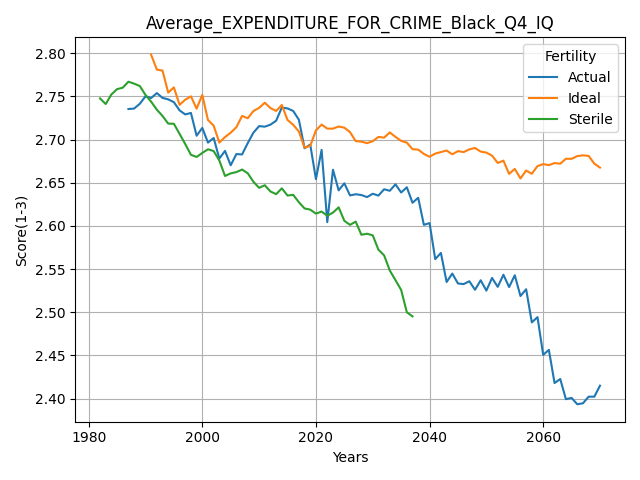 Average_EXPENDITURE_FOR_CRIME_Black_Q4_IQ
Fertility
Actual
Ideal
Sterile
Score(1-3)
2.80
2.75
2.70
2.65
2.60
2.55
2.50
2.45
2.40
1980 2000 2020 2040 2060
Years